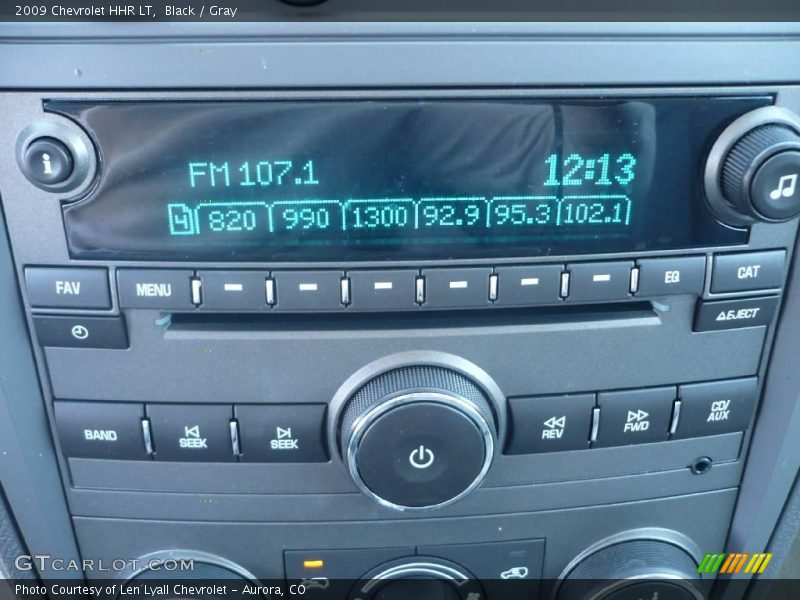 2009 Chevrolet HHR LT, Black / Gray
i
FM 107.1 12:13
4 820 990 1300 92.9 95.3 102.1
FAV MENU EQ CAT
EJECT
BAND SEEK SEEK REV FWD CD/ AUX
GTCARLOT.COM
Photo Courtesy of Len Lyall Chevrolet - Aurora, CO